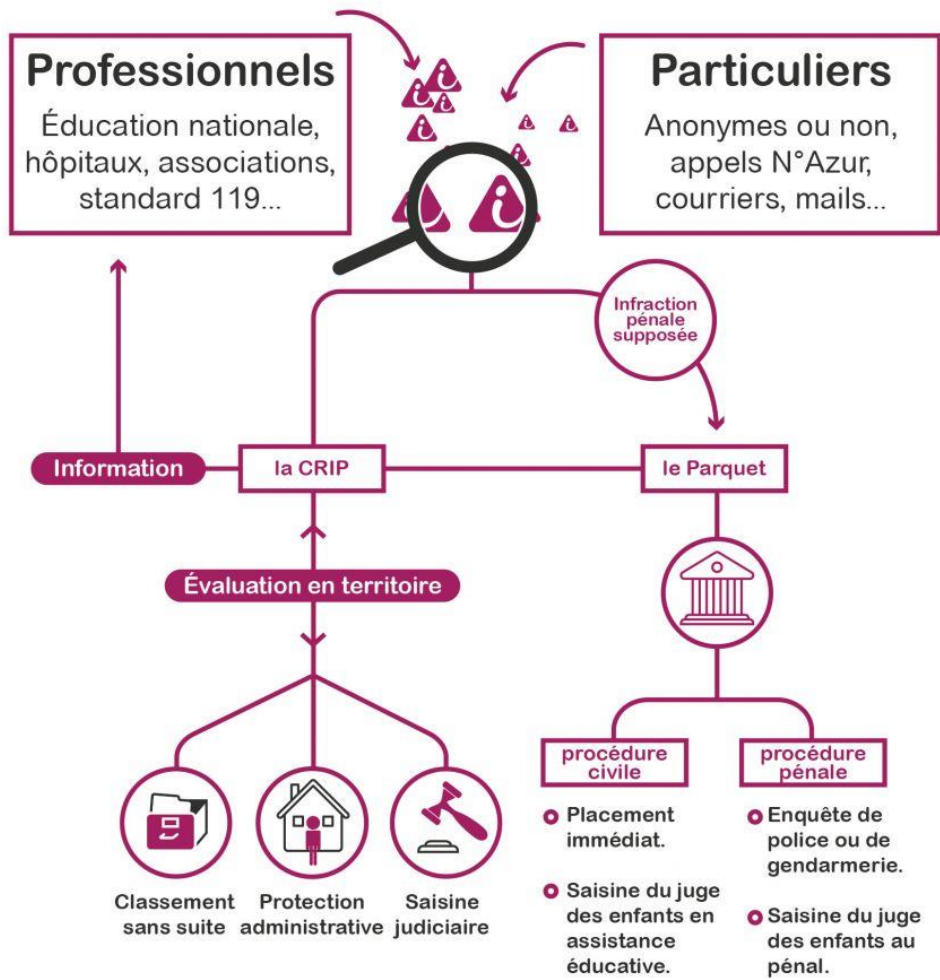 Professionnels
Éducation nationale,
hôpitaux, associations,
standard 119...
Particuliers
Anonymes ou non,
appels N°Azur,
courriers, mails...
Infraction
pénale
supposée
Information
la CRIP
le Parquet
Évaluation en territoire
Classement
sans suite
Protection
administrative
Saisine
judiciaire
procédure
civile
Placement
immédiat.
Saisine du juge
des enfants en
assistance
éducative.
procédure
pénale
Enquête de
police ou de
gendarmerie.
Saisine du juge
des enfants au
pénal.